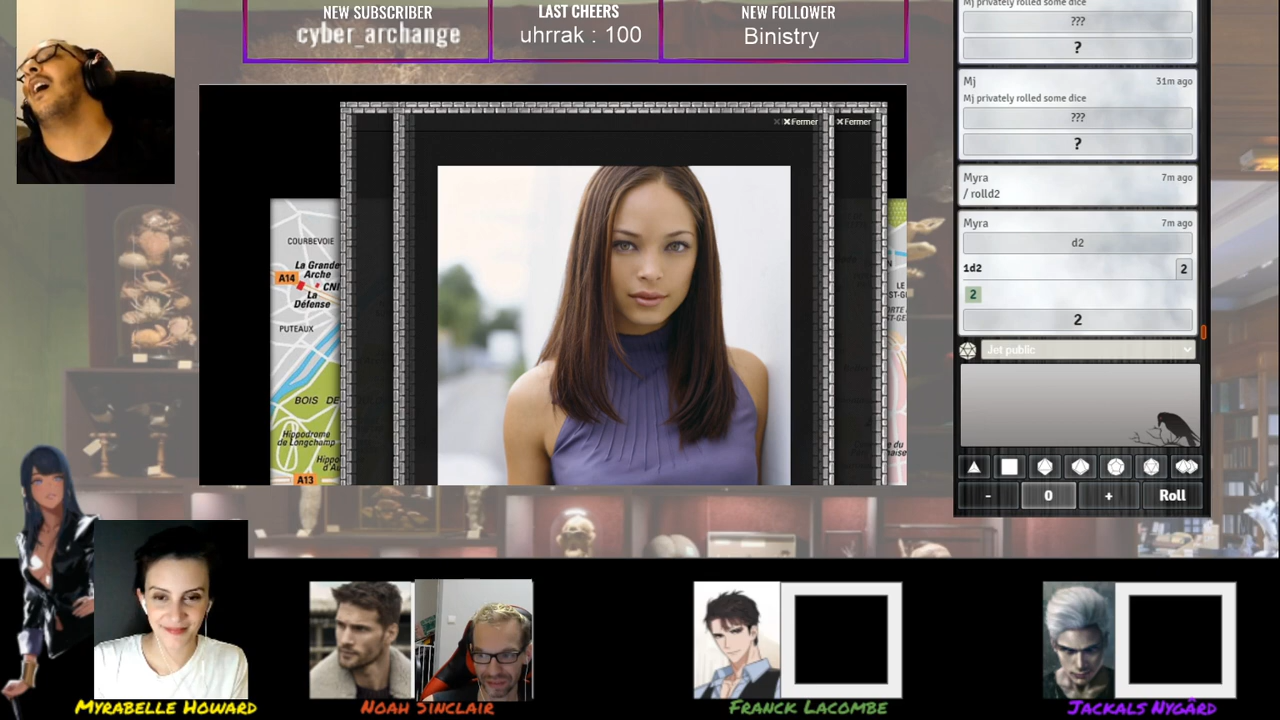 NEW SUBSCRIBER
cyber_archange
LAST CHEERS
uhrrak : 100
NEW FOLLOWER
Binistry
Mj privately rolled some dice
???
?
Mj
31m ago
Mj privately rolled some dice
???
?
Myra
7m ago
/ rolld2
Myra
7m ago
d2
1d2
2
2
2
Jet public
-
0
+
Roll
✕Fermer
✕Fermer
COURBEVOIE
A14
La Grande
Arche
La
Défense
PUTEAUX
BOIS DE
Hippodrome
de Longchamp
A13
MYRABELLE HOWARD
NOAH SINCLAIR
FRANCK LACOMBE
JACKALS NYGÅRD